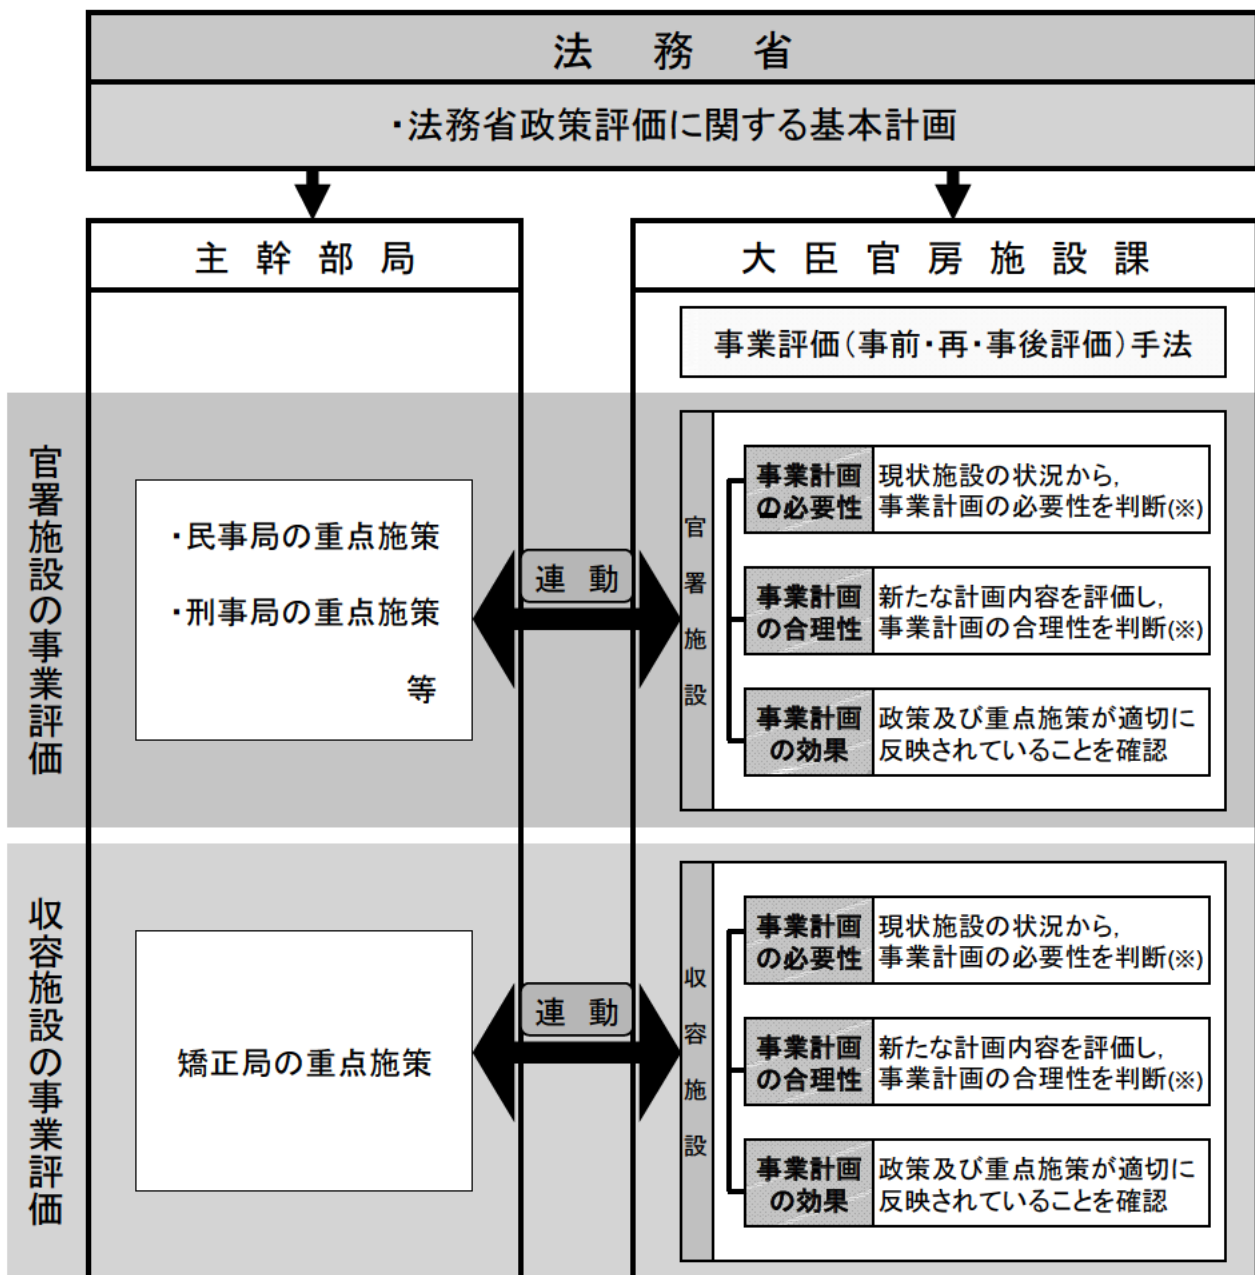 法務省
・法務省政策評価に関する基本計画
主幹部局
大臣官房施設課
事業評価(事前・再・事後評価)手法
官署施設の事業評価
・民事局の重点施策
・刑事局の重点施策
等
連動
官署施設
事業計画
の必要性
現状施設の状況から,
事業計画の必要性を判断(※)
事業計画
の合理性
新たな計画内容を評価し,
事業計画の合理性を判断(※)
事業計画
の効果
政策及び重点施策が適切に
反映されていることを確認
収容施設の事業評価
矯正局の重点施策
連動
収容施設
事業計画
の必要性
現状施設の状況から,
事業計画の必要性を判断(※)
事業計画
の合理性
新たな計画内容を評価し,
事業計画の合理性を判断(※)
事業計画
の効果
政策及び重点施策が適切に
反映されていることを確認